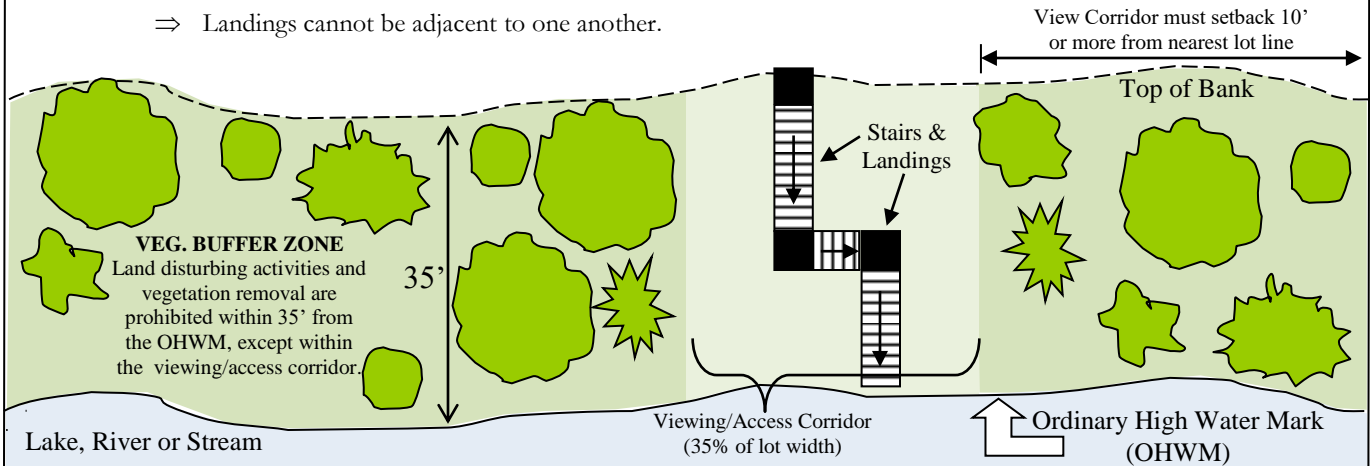 ⇒ Landings cannot be adjacent to one another.
View Corridor must setback 10’
or more from nearest lot line
Top of Bank
Stairs &
Landings
VEG. BUFFER ZONE
Land disturbing activities and
vegetation removal are
prohibited within 35’ from
the OHWM, except within
the viewing/access corridor.
35’
Viewing/Access Corridor
(35% of lot width)
Ordinary High Water Mark
(OHWM)
Lake, River or Stream